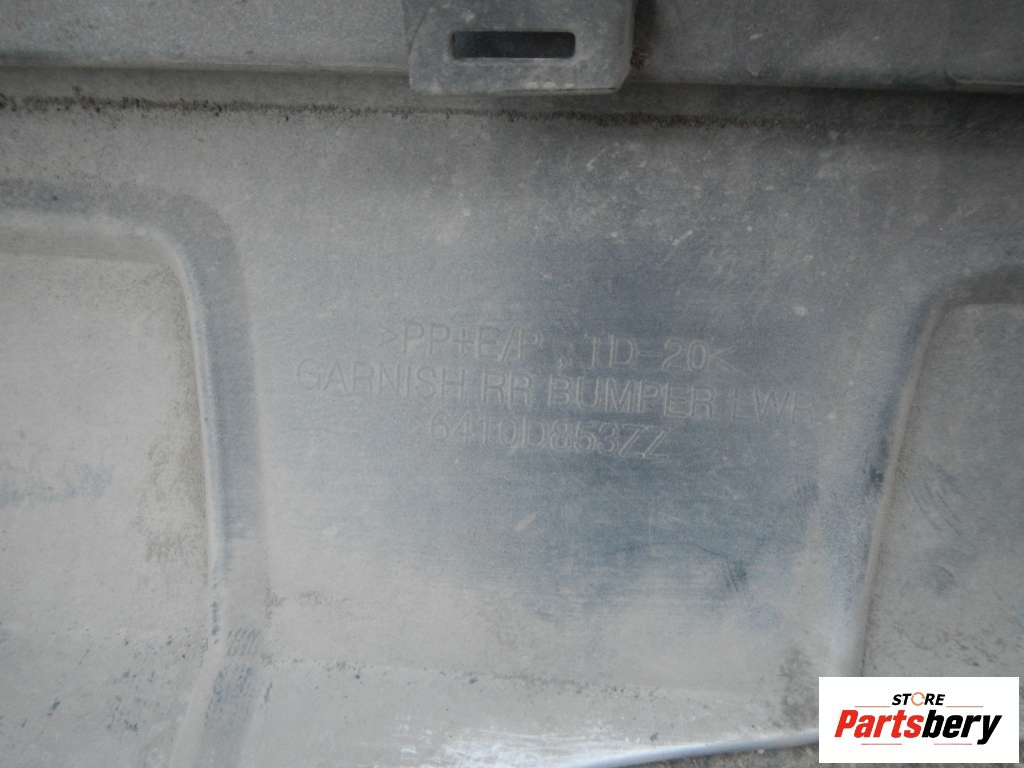 >PP+E/P TD-20<
GARNISH RR BUMPER LWR
6410D853ZZ
STORE
Partsbery